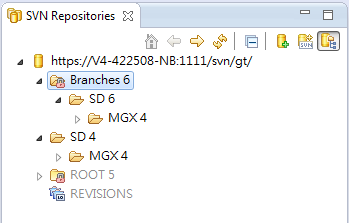 SVN Repositories
SVN
https://V4-422508-NB:1111/svn/gt/
Branches 6
SD 6
MGX 4
SD 4
MGX 4
ROOT 5
REVISIONS